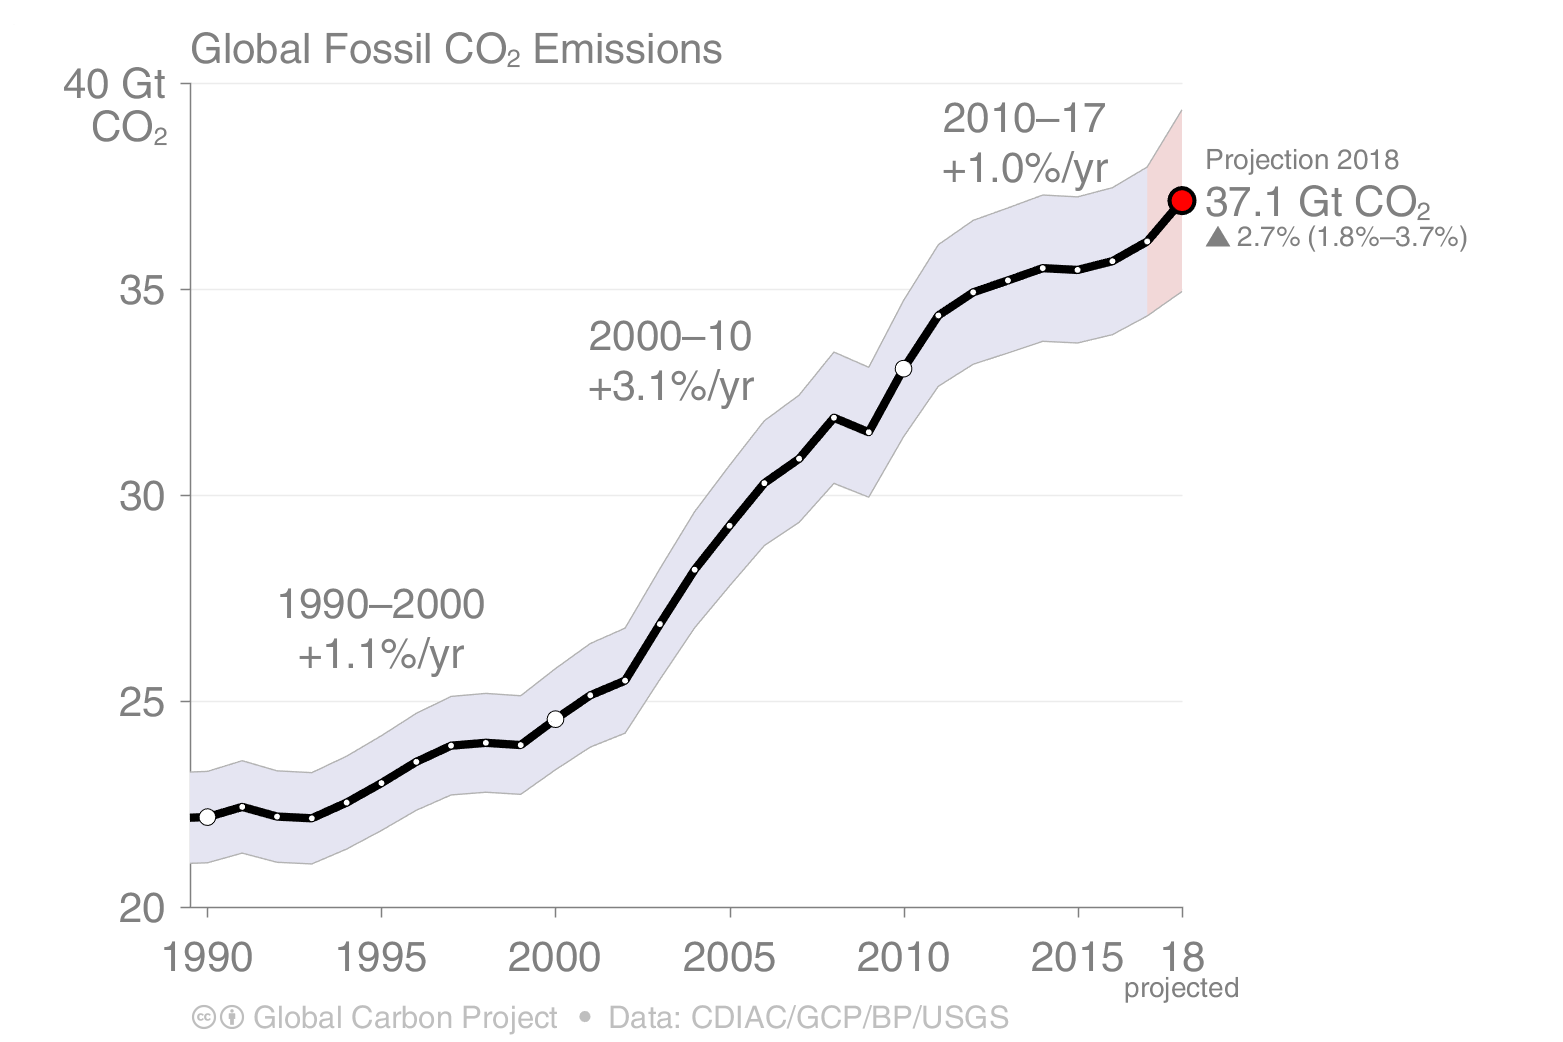 Global Fossil CO₂ Emissions
40 Gt
CO₂
2010–17
+1.0%/yr
Projection 2018
37.1 Gt CO₂
▲ 2.7% (1.8%–3.7%)
35
2000–10
+3.1%/yr
30
1990–2000
+1.1%/yr
25
20
1990 1995 2000 2005 2010 2015 18
projected
Global Carbon Project • Data: CDIAC/GCP/BP/USGS